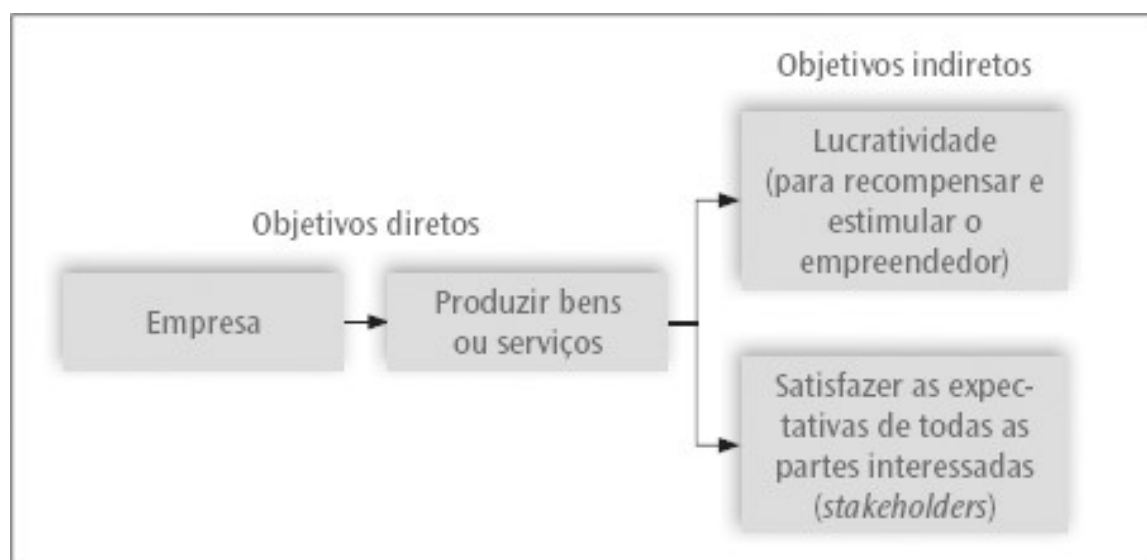 Objetivos diretos
Empresa
Produzir bens
ou serviços
Objetivos indiretos
Lucratividade
(para recompensar e
estimular o
empreendedor)
Satisfazer as expec-
tativas de todas as
partes interessadas
(stakeholders)